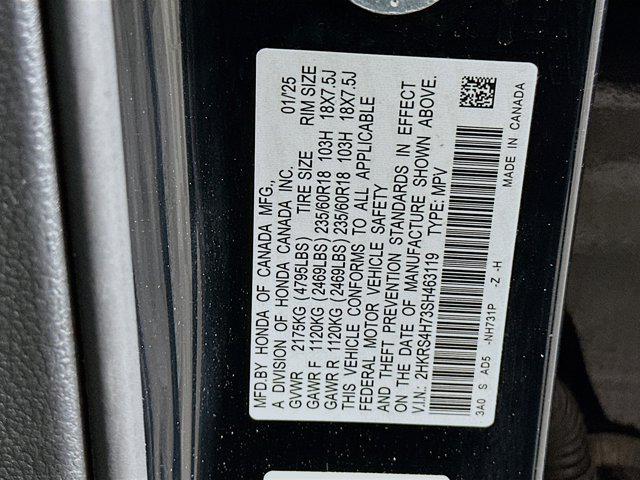 MFD.BY HONDA OF CANADA MFG.,
A DIVISION OF HONDA CANADA INC. 01/25
GVWR 2175KG (4795LBS) TIRE SIZE RIM SIZE
GAWR F 1120KG (2469LBS) 235/60R18 103H 18X7.5J
GAWR R 1120KG (2469LBS) 235/60R18 103H 18X7.5J
THIS VEHICLE CONFORMS TO ALL APPLICABLE
FEDERAL MOTOR VEHICLE SAFETY
AND THEFT PREVENTION STANDARDS IN EFFECT
ON THE DATE OF MANUFACTURE SHOWN ABOVE.
V.I.N.: 2HKRS4H73SH463119 TYPE: MPV
3A0 S AD5 -NH731P -Z -H MADE IN CANADA